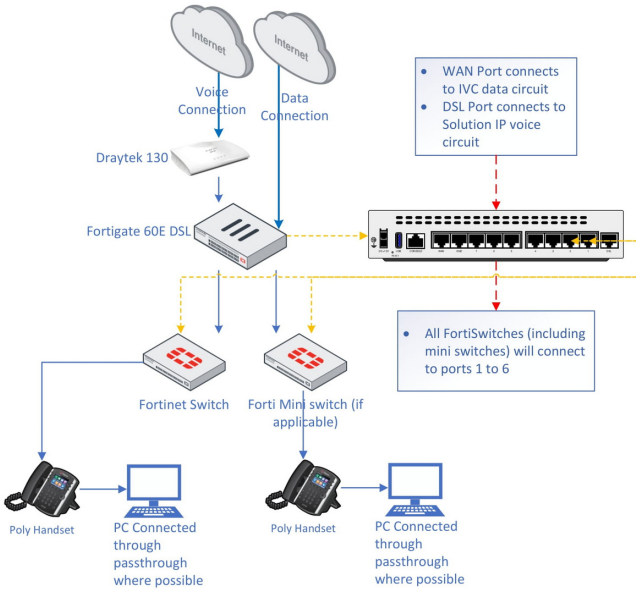 Internet
Internet
Voice
Connection
Data
Connection
Draytek 130
Fortigate 60E DSL
• WAN Port connects
to IVC data circuit
• DSL Port connects to
Solution IP voice
circuit
• All FortiSwitches (including
mini switches) will connect
to ports 1 to 6
Fortinet Switch
Forti Mini switch (if
applicable)
Poly Handset
PC Connected
through
passthrough
where possible
Poly Handset
PC Connected
through
passthrough
where possible